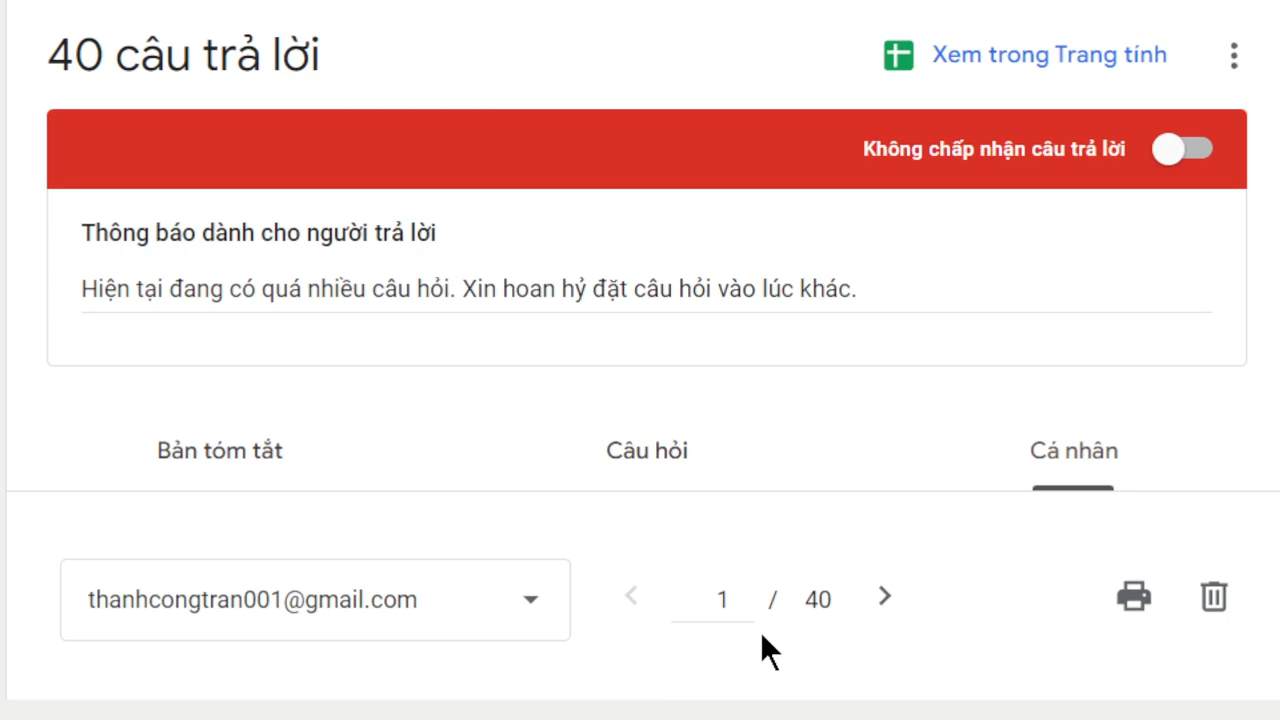 40 câu trả lời
Xem trong Trang tính
Không chấp nhận câu trả lời
Thông báo dành cho người trả lời
Hiện tại đang có quá nhiều câu hỏi. Xin hoan hỷ đặt câu hỏi vào lúc khác.
Bản tóm tắt Câu hỏi Cá nhân
thanhcongtran001@gmail.com 1 / 40